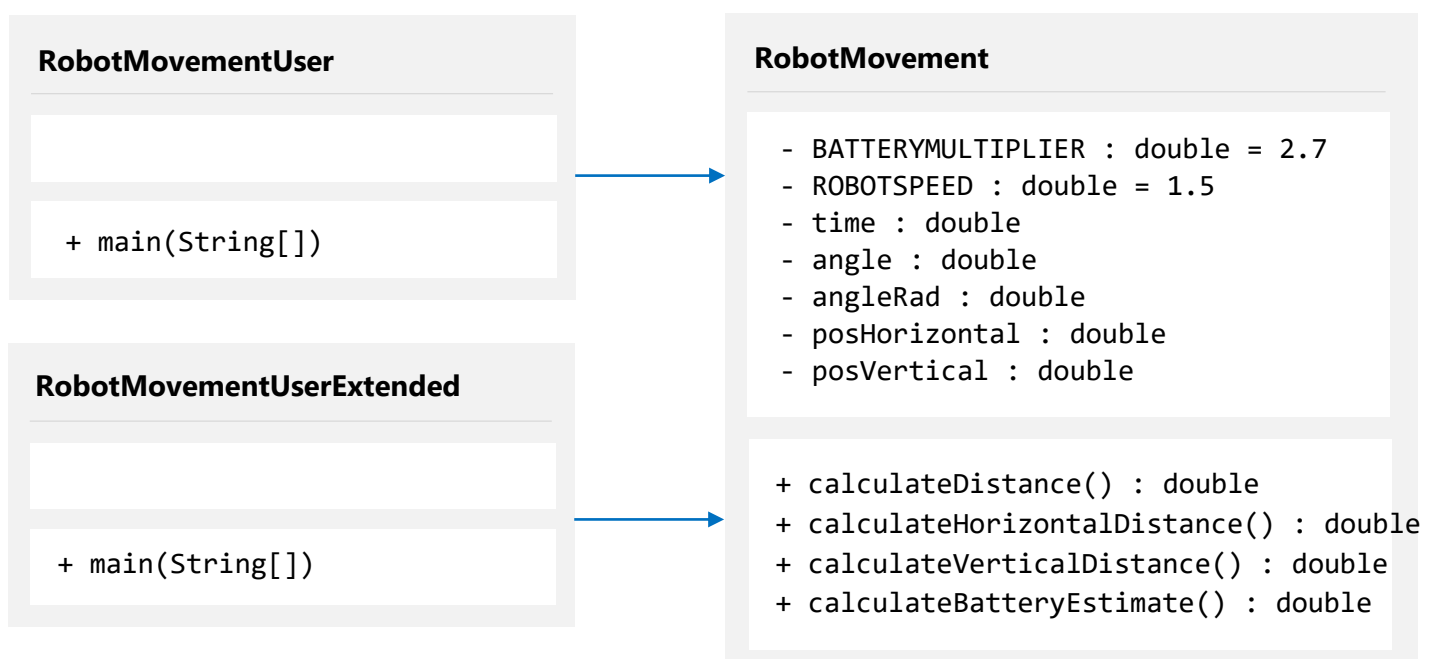 RobotMovementUser
+ main(String[])
RobotMovementUserExtended
+ main(String[])
RobotMovement
- BATTERYMULTIPLIER : double = 2.7
- ROBOTSPEED : double = 1.5
- time : double
- angle : double
- angleRad : double
- posHorizontal : double
- posVertical : double
+ calculateDistance() : double
+ calculateHorizontalDistance() : double
+ calculateVerticalDistance() : double
+ calculateBatteryEstimate() : double